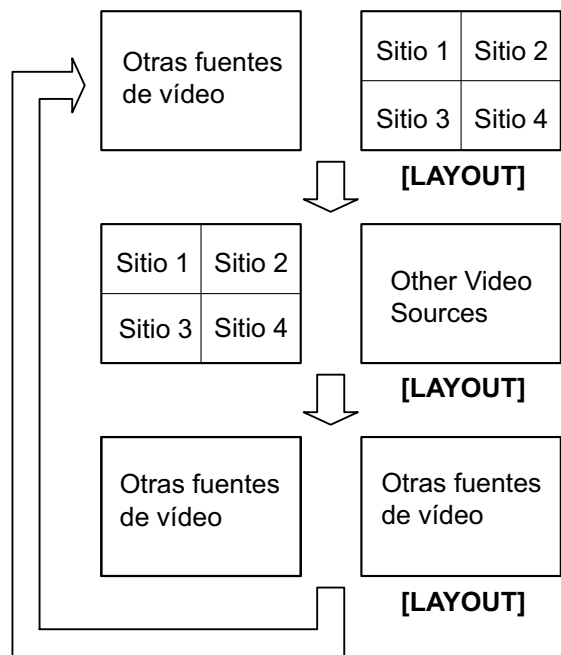 Otras fuentes
de vídeo
Sitio 1 Sitio 2
Sitio 3 Sitio 4
[LAYOUT]
Sitio 1 Sitio 2
Sitio 3 Sitio 4
Other Video
Sources
[LAYOUT]
Otras fuentes
de vídeo
Otras fuentes
de vídeo
[LAYOUT]